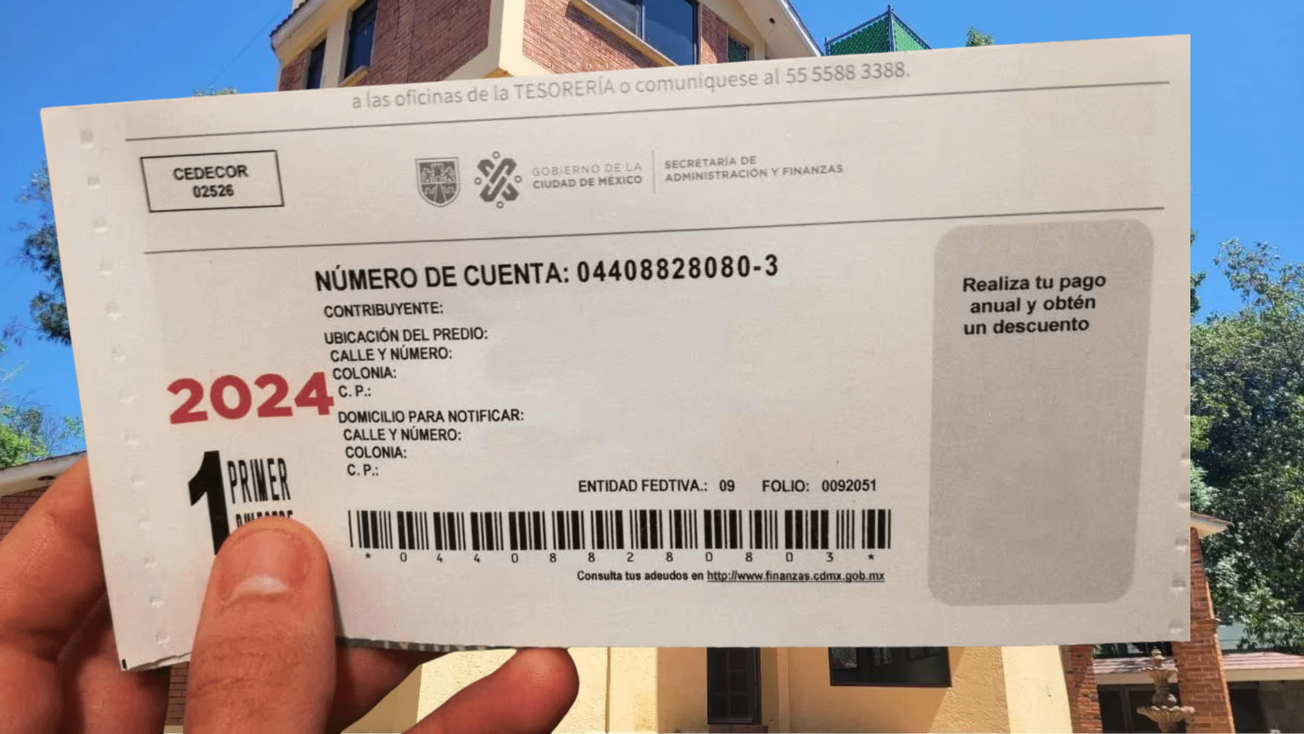 a las oficinas de la TESORERÍA o comuniquese al 55 5588 3388.
CEDECOR
02526
GOBIERNO DE LA
CIUDAD DE MÉXICO
SECRETARÍA DE
ADMINISTRACIÓN Y FINANZAS
NÚMERO DE CUENTA: 04408828080-3
CONTRIBUYENTE:
UBICACIÓN DEL PREDIO:
CALLE Y NÚMERO:
COLONIA:
C. P.:
DOMICILIO PARA NOTIFICAR:
CALLE Y NÚMERO:
COLONIA:
C. P.:
2024
1 PRIMER
ENTIDAD FEDTIVA.: 09 FOLIO: 0092051
* 0 4 4 0 8 8 2 8 0 8 0 3 *
Consulta tus adeudos en http://www.finanzas.cdmx.gob.mx
Realiza tu pago
anual y obtén
un descuento